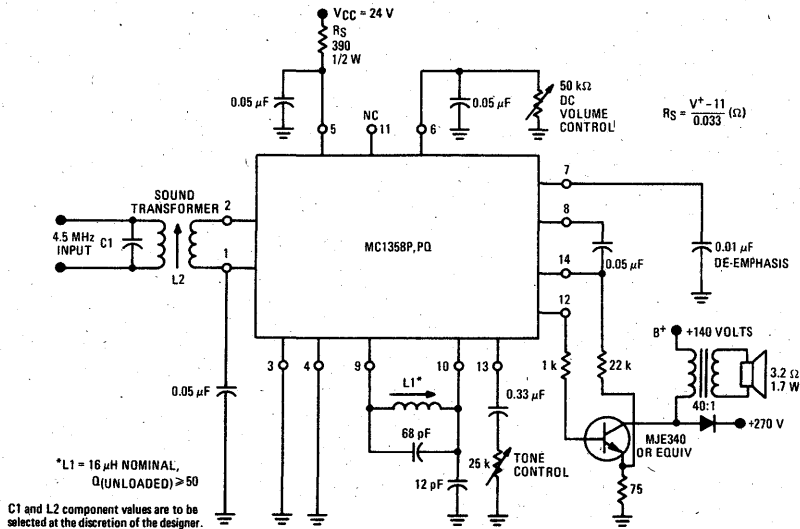 VCC = 24 V
RS
390
1/2 W
0.05 µF
5
NC
11
0.05 µF
6
50 kΩ
DC
VOLUME
CONTROL
RS = V+ – 11 / 0.033 (Ω)
SOUND
TRANSFORMER
2
4.5 MHz
INPUT
C1
L2
1
MC1358P,PQ
7
8
0.05 µF
14
12
0.01 µF
DE-EMPHASIS
3
4
9
10
13
0.05 µF
L1*
68 pF
12 pF
0.33 µF
25 k
TONE
CONTROL
1 k
22 k
B+
+140 VOLTS
3.2 Ω
1.7 W
40:1
+270 V
MJE340
OR EQUIV
75
*L1 = 16 µH NOMINAL,
Q(UNLOADED) ≥ 50
C1 and L2 component values are to be
selected at the discretion of the designer.